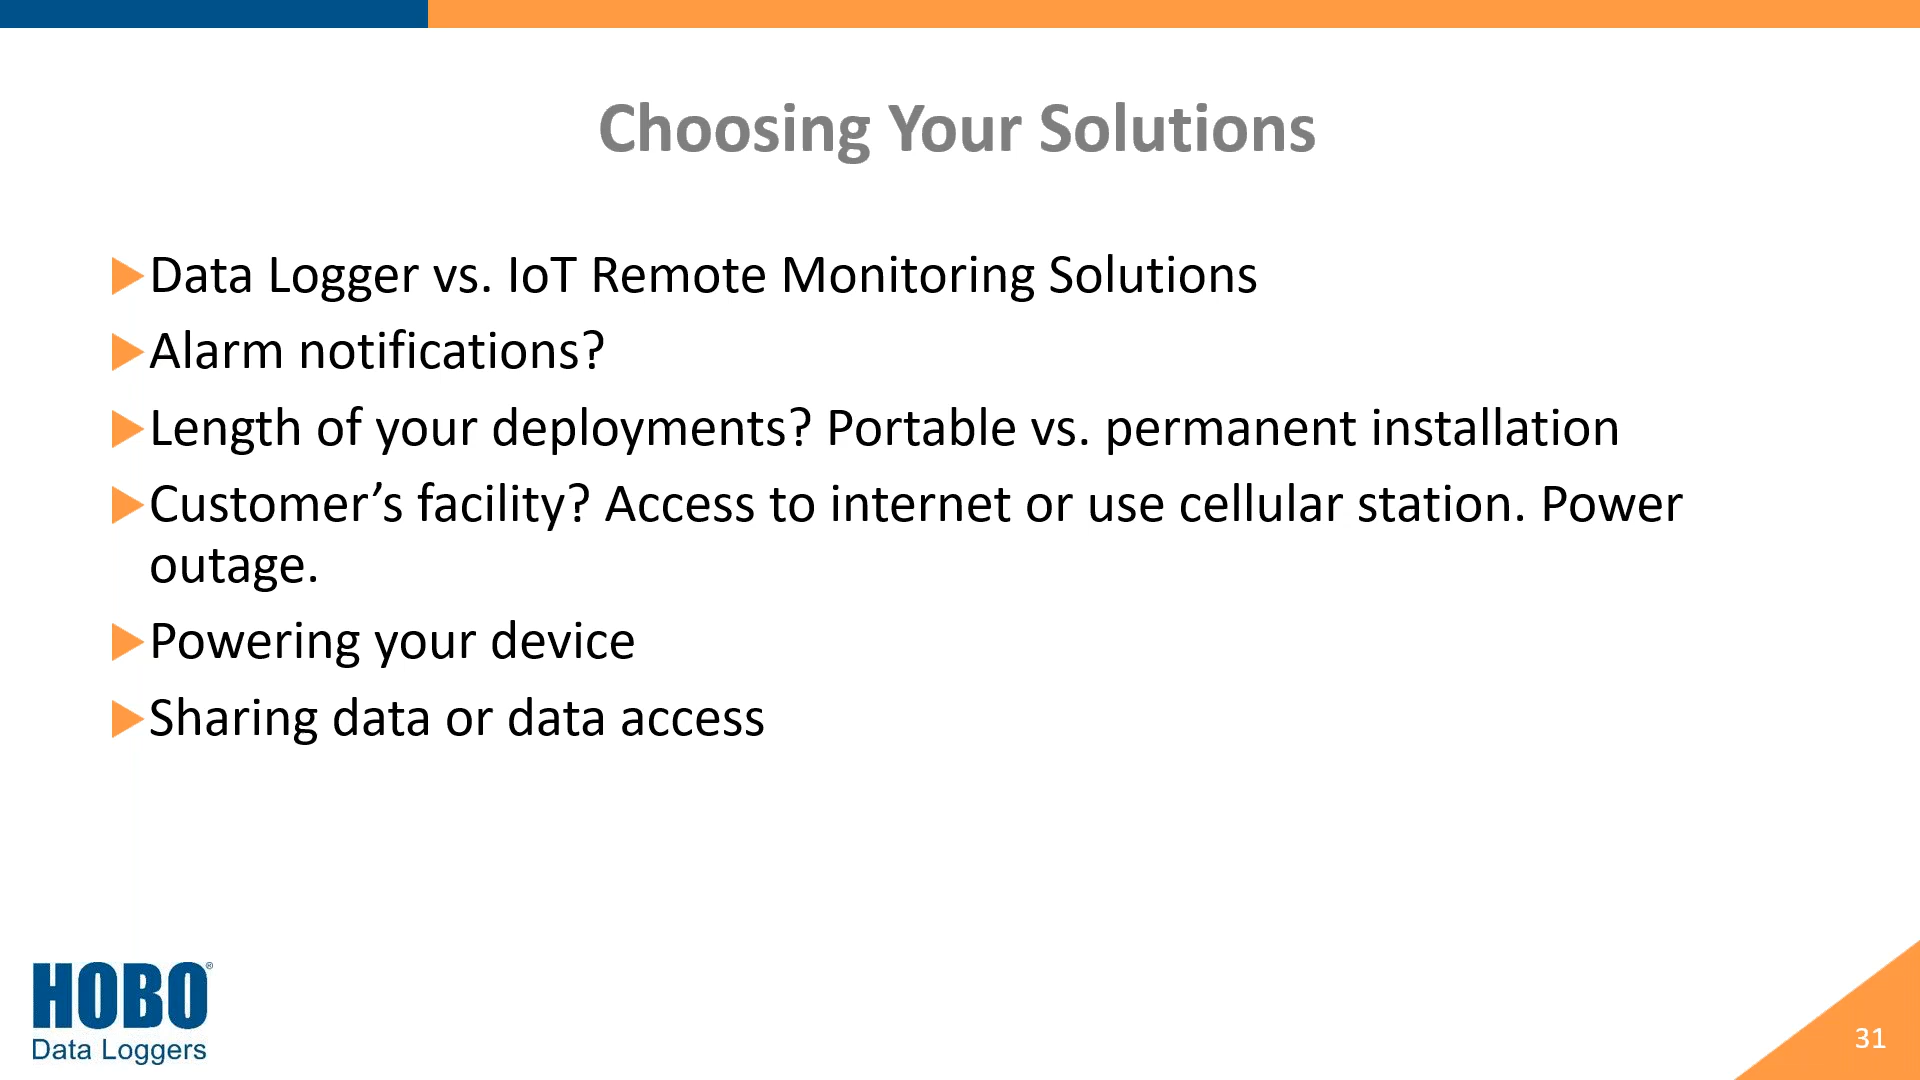 Choosing Your Solutions
Data Logger vs. IoT Remote Monitoring Solutions
Alarm notifications?
Length of your deployments? Portable vs. permanent installation
Customer’s facility? Access to internet or use cellular station. Power
outage.
Powering your device
Sharing data or data access
HOBO®
Data Loggers
31